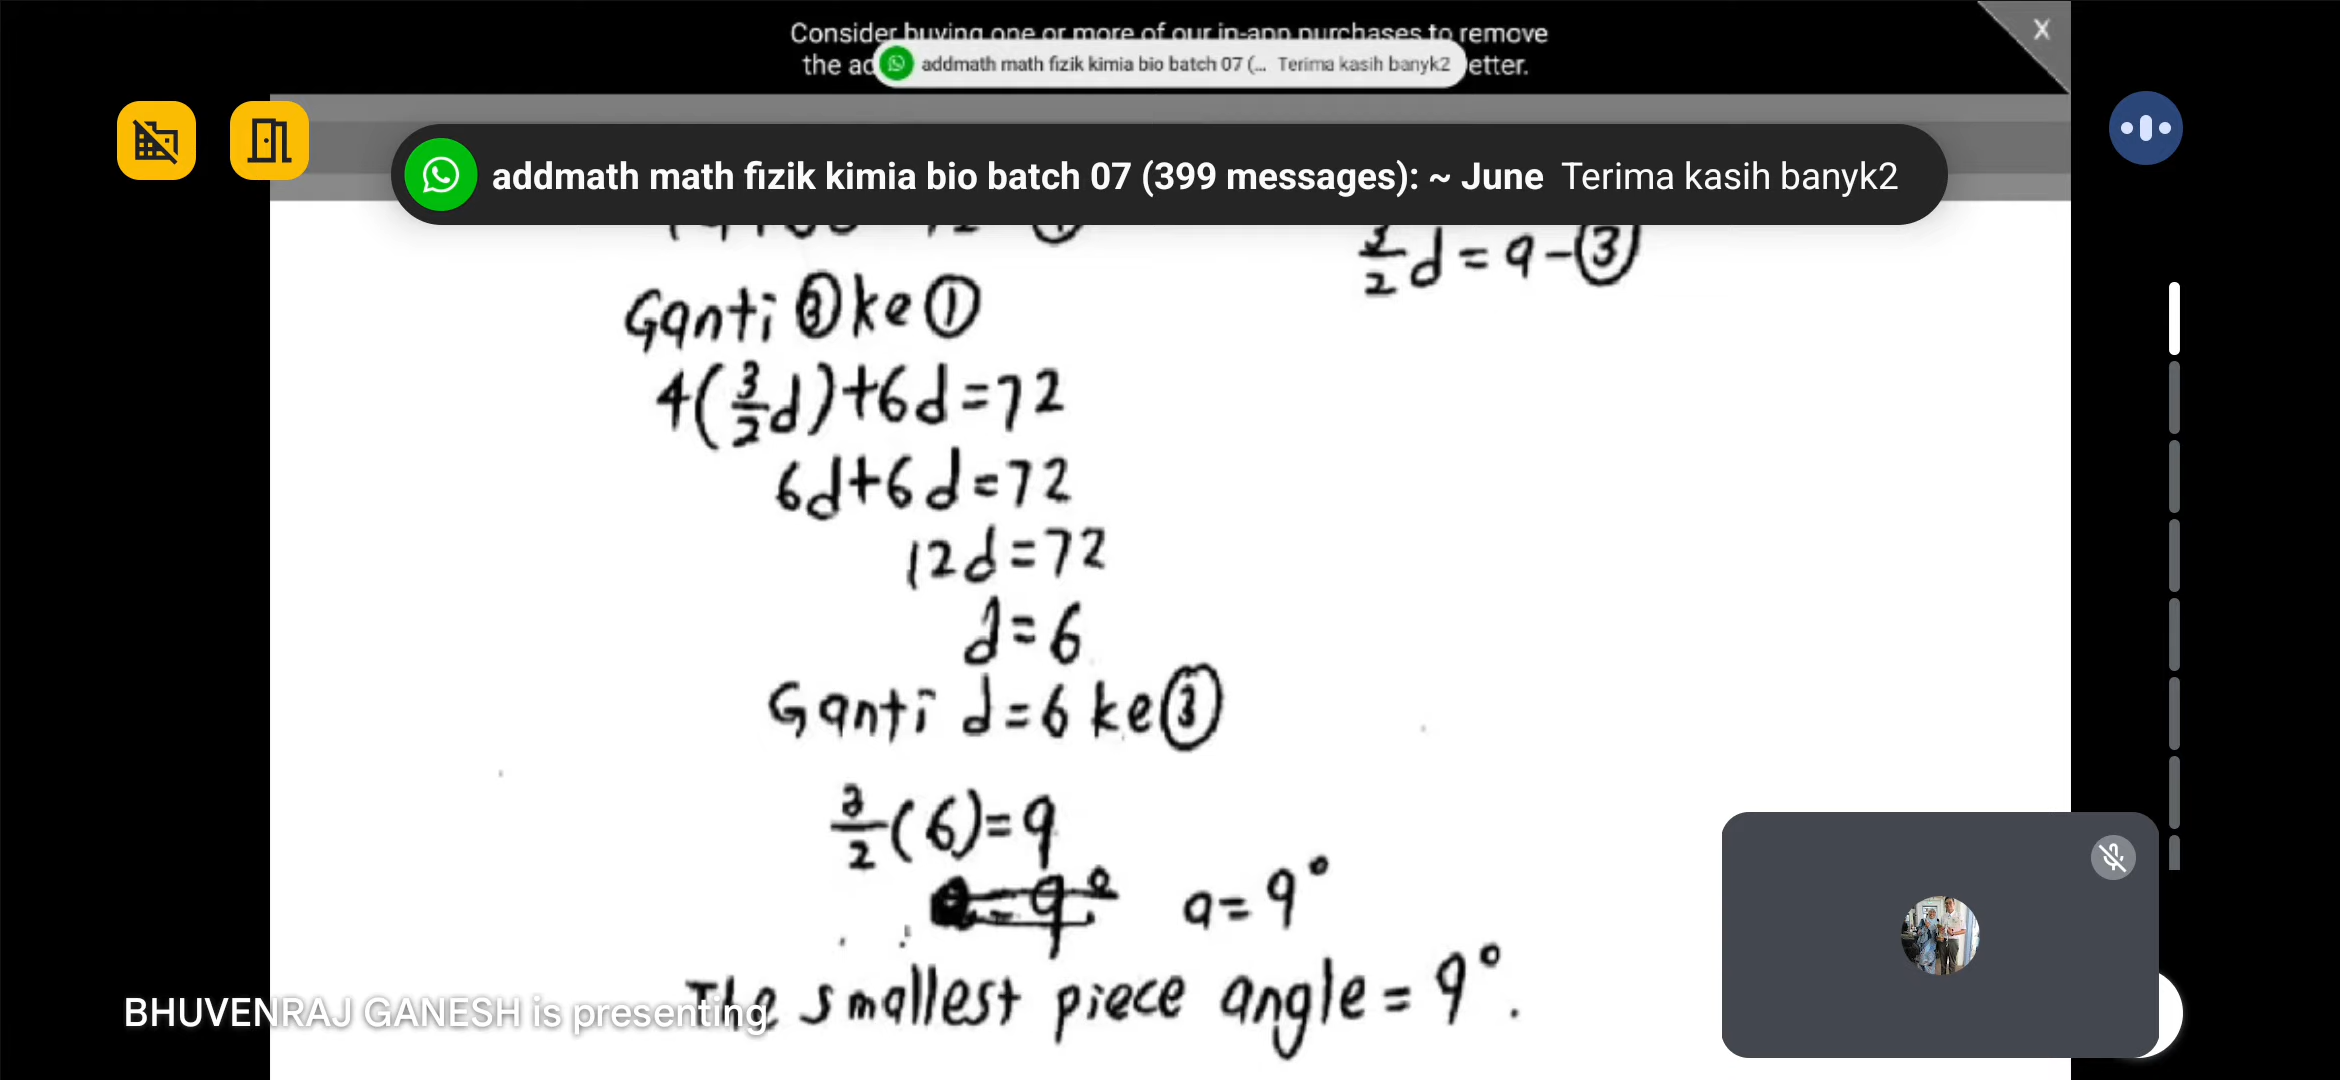 Consider buying one or more of our in-app purchases to remove
the ad
addmath math fizik kimia bio batch 07 (... Terima kasih banyk2
etter.
X
addmath math fizik kimia bio batch 07 (399 messages): ~ June Terima kasih banyk2
3/2 d = a - ③
Ganti ③ ke ①
4(3/2 d) + 6d = 72
6d + 6d = 72
12d = 72
d = 6
Ganti d = 6 ke ③
3/2 (6) = 9
a = 9°
The smallest piece angle = 9°.
BHUVENRAJ GANESH is presenting